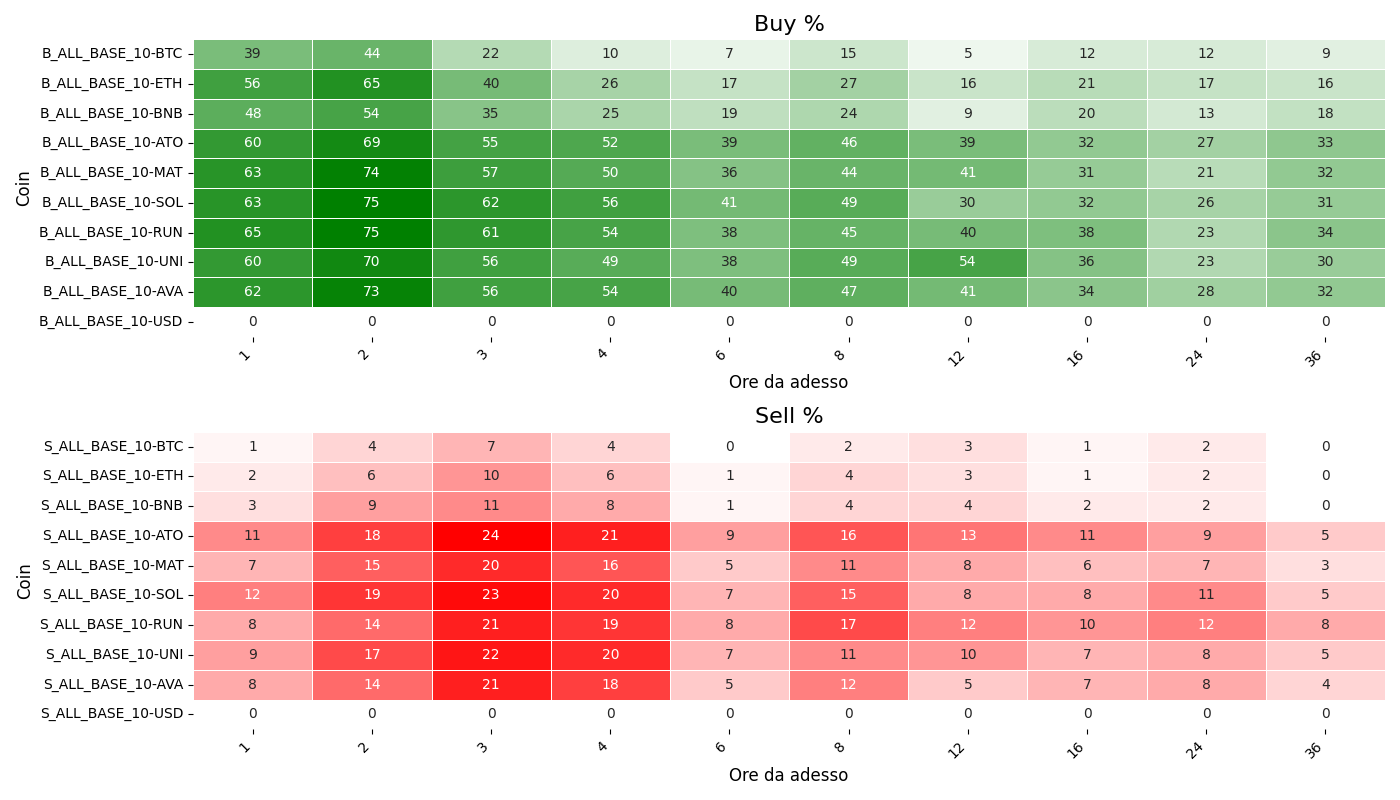 Buy %
Coin
B_ALL_BASE_10-BTC 39 44 22 10 7 15 5 12 12 9
B_ALL_BASE_10-ETH 56 65 40 26 17 27 16 21 17 16
B_ALL_BASE_10-BNB 48 54 35 25 19 24 9 20 13 18
B_ALL_BASE_10-ATO 60 69 55 52 39 46 39 32 27 33
B_ALL_BASE_10-MAT 63 74 57 50 36 44 41 31 21 32
B_ALL_BASE_10-SOL 63 75 62 56 41 49 30 32 26 31
B_ALL_BASE_10-RUN 65 75 61 54 38 45 40 38 23 34
B_ALL_BASE_10-UNI 60 70 56 49 38 49 54 36 23 30
B_ALL_BASE_10-AVA 62 73 56 54 40 47 41 34 28 32
B_ALL_BASE_10-USD 0 0 0 0 0 0 0 0 0 0
1 2 3 4 6 8 12 16 24 36
Ore da adesso
Sell %
Coin
S_ALL_BASE_10-BTC 1 4 7 4 0 2 3 1 2 0
S_ALL_BASE_10-ETH 2 6 10 6 1 4 3 1 2 0
S_ALL_BASE_10-BNB 3 9 11 8 1 4 4 2 2 0
S_ALL_BASE_10-ATO 11 18 24 21 9 16 13 11 9 5
S_ALL_BASE_10-MAT 7 15 20 16 5 11 8 6 7 3
S_ALL_BASE_10-SOL 12 19 23 20 7 15 8 8 11 5
S_ALL_BASE_10-RUN 8 14 21 19 8 17 12 10 12 8
S_ALL_BASE_10-UNI 9 17 22 20 7 11 10 7 8 5
S_ALL_BASE_10-AVA 8 14 21 18 5 12 5 7 8 4
S_ALL_BASE_10-USD 0 0 0 0 0 0 0 0 0 0
1 2 3 4 6 8 12 16 24 36
Ore da adesso